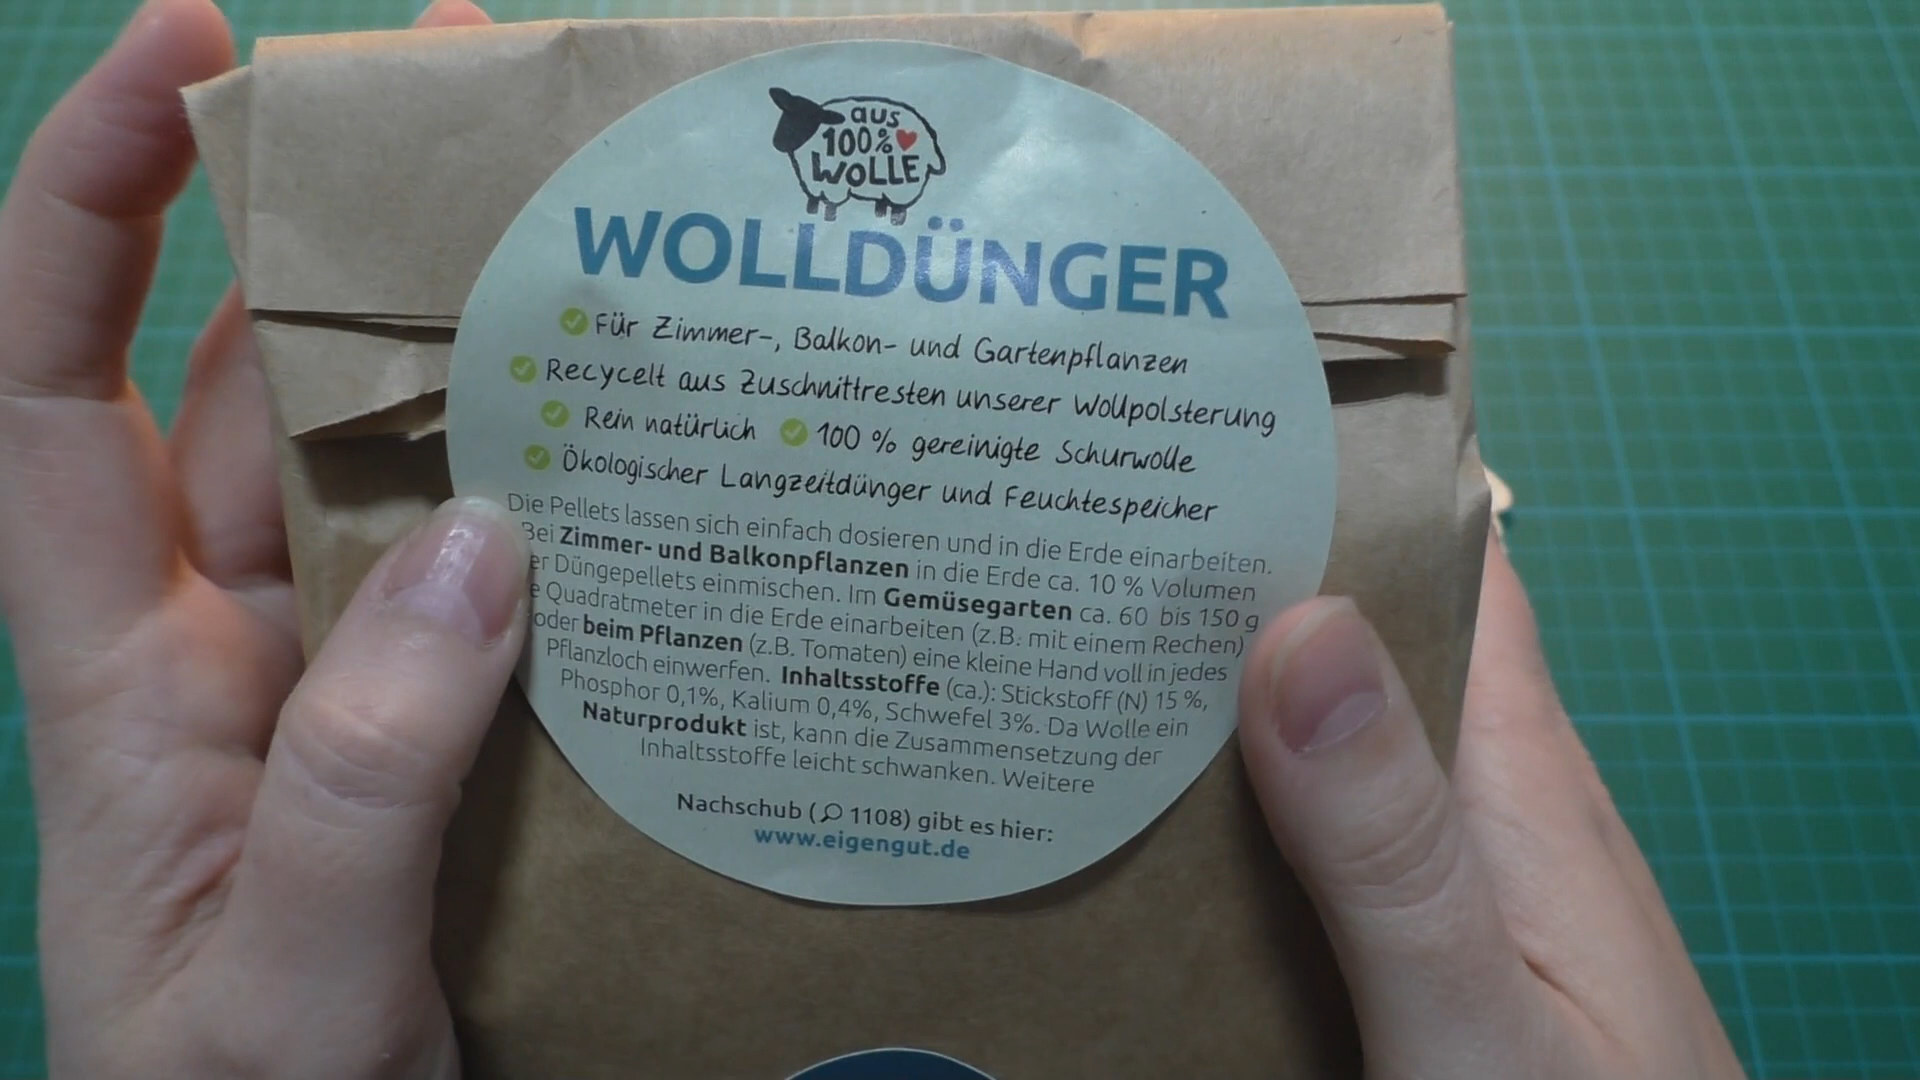 aus
100%
WOLLE
WOLLDÜNGER
Für Zimmer-, Balkon- und Gartenpflanzen
Recycelt aus Zuschnittresten unserer Wollpolsterung
Rein natürlich 100 % gereinigte Schurwolle
Ökologischer Langzeitdünger und Feuchtespeicher
Die Pellets lassen sich einfach dosieren und in die Erde einarbeiten.
Bei Zimmer- und Balkonpflanzen in die Erde ca. 10 % Volumen
er Düngepellets einmischen. Im Gemüsegarten ca. 60 bis 150 g
e Quadratmeter in die Erde einarbeiten (z.B. mit einem Rechen)
oder beim Pflanzen (z.B. Tomaten) eine kleine Hand voll in jedes
Pflanzloch einwerfen. Inhaltsstoffe (ca.): Stickstoff (N) 15 %,
Phosphor 0,1%, Kalium 0,4%, Schwefel 3%. Da Wolle ein
Naturprodukt ist, kann die Zusammensetzung der
Inhaltsstoffe leicht schwanken. Weitere
Nachschub (🔎 1108) gibt es hier:
www.eigengut.de